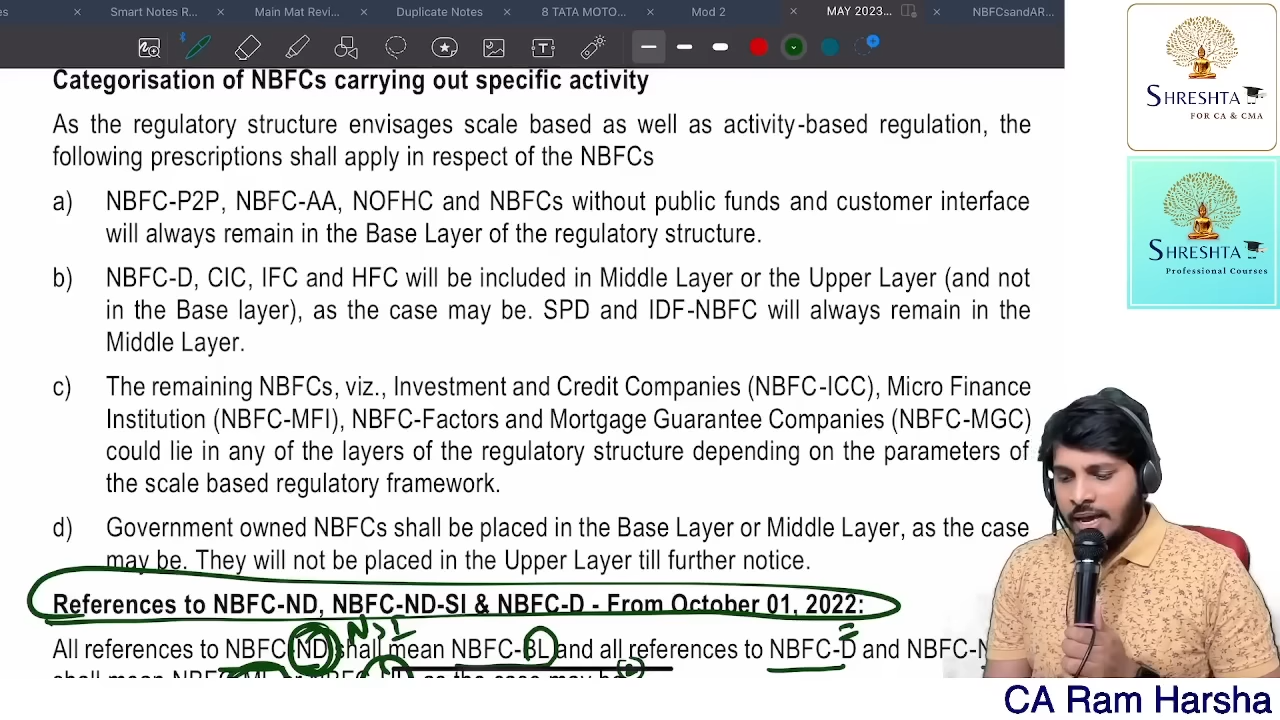 es
Smart Notes R...
Main Mat Revi...
Duplicate Notes
8 TATA MOTO...
Mod 2
MAY 2023...
NBFCsandAR...
Categorisation of NBFCs carrying out specific activity
As the regulatory structure envisages scale based as well as activity-based regulation, the
following prescriptions shall apply in respect of the NBFCs
a) NBFC-P2P, NBFC-AA, NOFHC and NBFCs without public funds and customer interface
will always remain in the Base Layer of the regulatory structure.
b) NBFC-D, CIC, IFC and HFC will be included in Middle Layer or the Upper Layer (and not
in the Base layer), as the case may be. SPD and IDF-NBFC will always remain in the
Middle Layer.
c) The remaining NBFCs, viz., Investment and Credit Companies (NBFC-ICC), Micro Finance
Institution (NBFC-MFI), NBFC-Factors and Mortgage Guarantee Companies (NBFC-MGC)
could lie in any of the layers of the regulatory structure depending on the parameters of
the scale based regulatory framework.
d) Government owned NBFCs shall be placed in the Base Layer or Middle Layer, as the case
may be. They will not be placed in the Upper Layer till further notice.
References to NBFC-ND, NBFC-ND-SI & NBFC-D - From October 01, 2022:
All references to NBFC-ND shall mean NBFC-BL and all references to NBFC-D and NBFC-N
SHRESHTA
FOR CA & CMA
SHRESHTA
Professional Courses
CA Ram Harsha